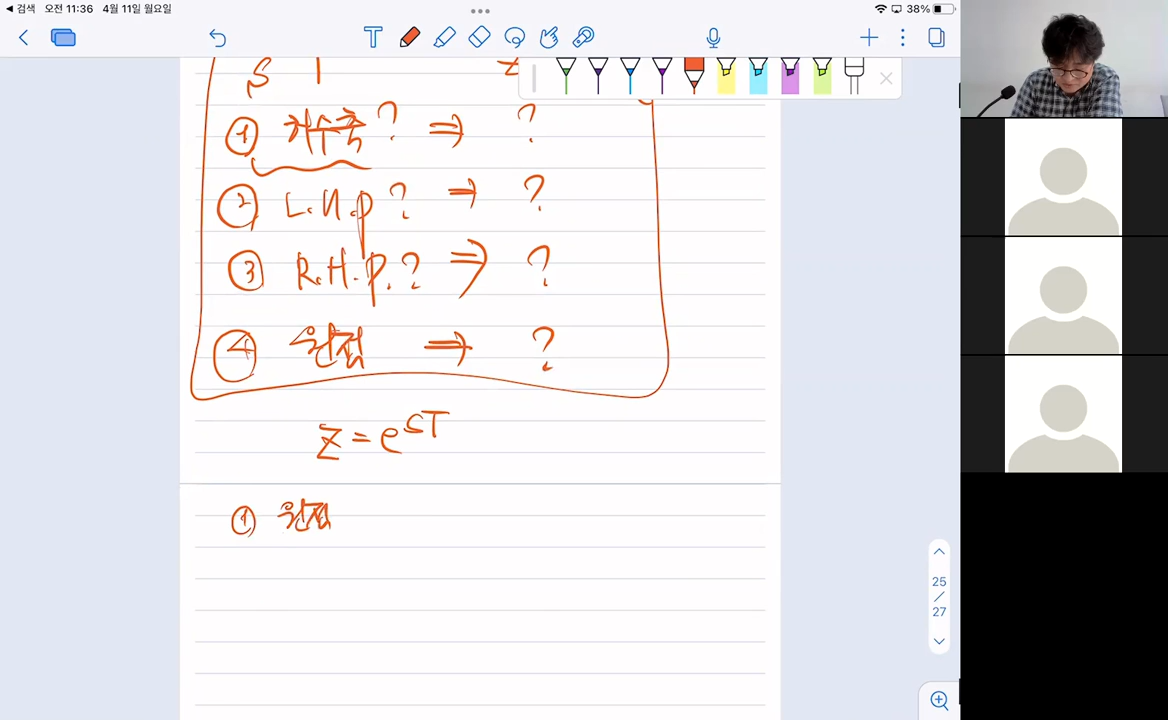 검색 오전 11:36 4월 11일 월요일 38%
S z
① 허수축? ⇒ ?
② L.H.P? → ?
③ R.H.P.? ⇒ ?
④ 원점 ⇒ ?
z = e^{sT}
① 원점
25
/
27